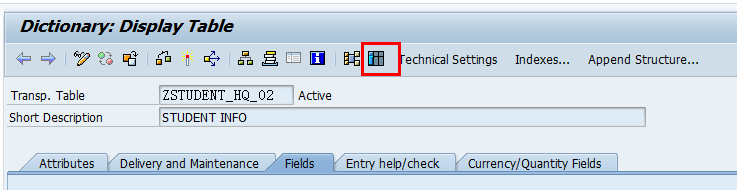 Dictionary: Display Table
Technical Settings Indexes... Append Structure...
Transp. Table ZSTUDENT_HQ_02 Active
Short Description STUDENT INFO
Attributes Delivery and Maintenance Fields Entry help/check Currency/Quantity Fields